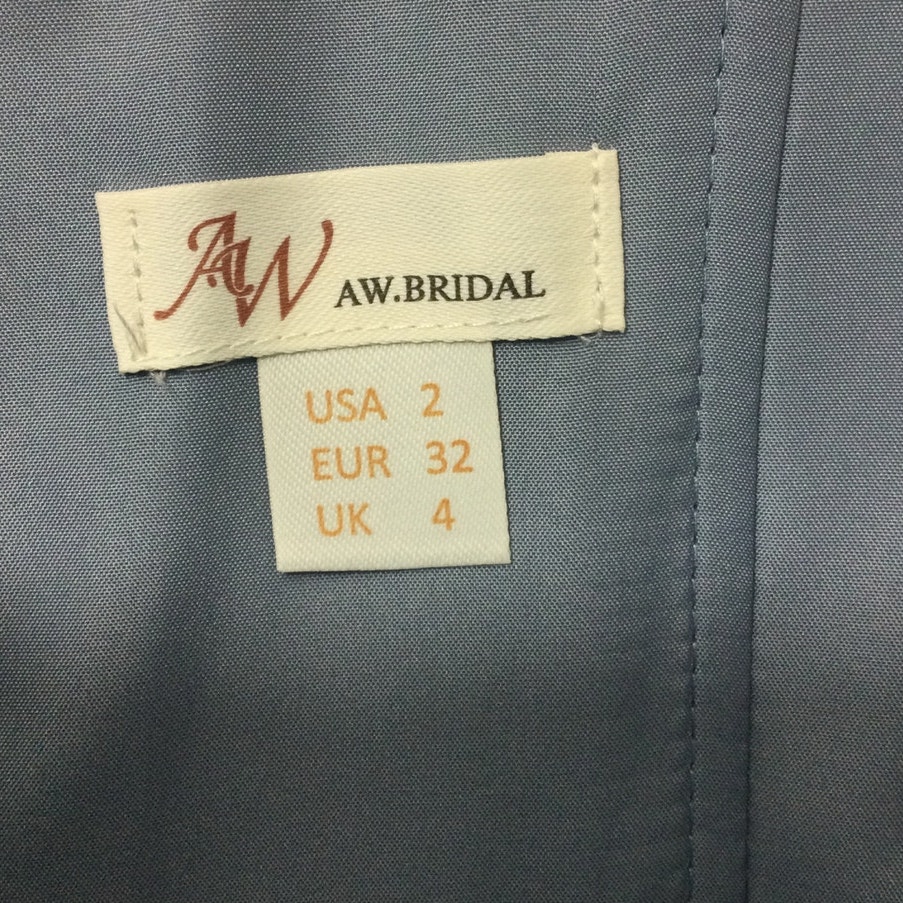 AW AW.BRIDAL
USA 2
EUR 32
UK 4